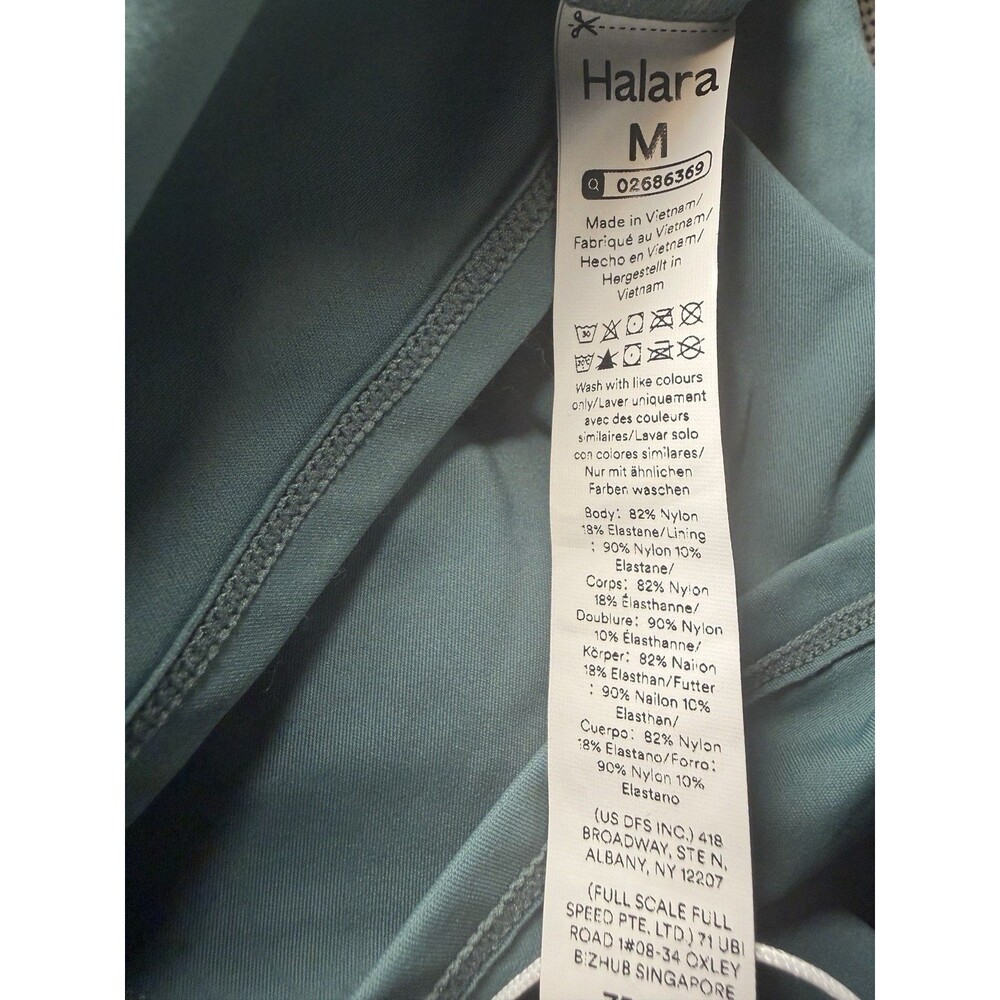 Halara
M
02686369
Made in Vietnam/
Fabriqué au Vietnam/
Hecho en Vietnam/
Hergestellt in
Vietnam
30
30°C
Wash with like colours
only/Laver uniquement
avec des couleurs
similaires/Lavar solo
con colores similares/
Nur mit ähnlichen
Farben waschen
Body: 82% Nylon
18% Elastane/Lining
: 90% Nylon 10%
Elastane/
Corps: 82% Nylon
18% Élasthanne/
Doublure: 90% Nylon
10% Élasthanne/
Körper: 82% Nailon
18% Elasthan/Futter
: 90% Nailon 10%
Elasthan/
Cuerpo: 82% Nylon
18% Elastano/Forro:
90% Nylon 10%
Elastano
(US DFS INC.) 418
BROADWAY, STE N,
ALBANY, NY 12207
(FULL SCALE FULL
SPEED PTE. LTD.) 71 UBI
ROAD 1#08-34 OXLEY
BIZHUB SINGAPORE